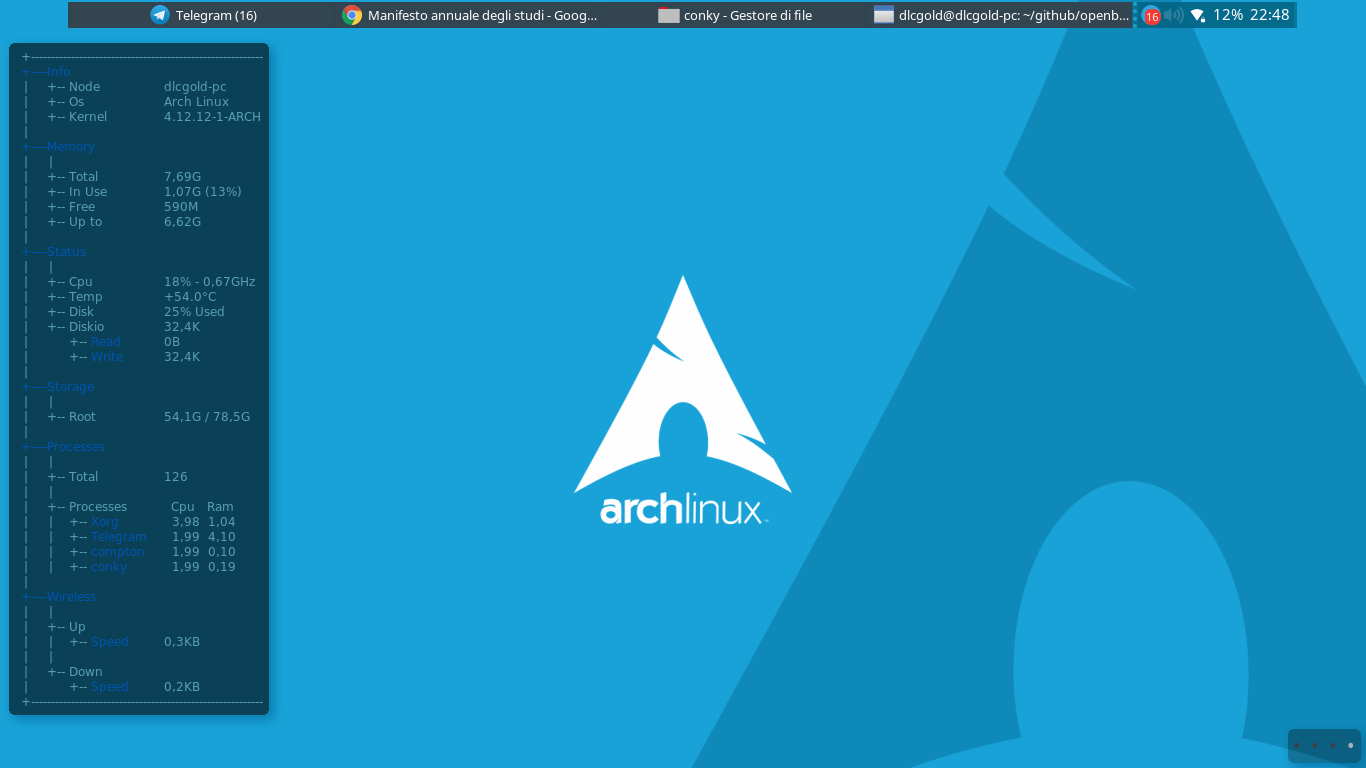 Telegram (16)
Manifesto annuale degli studi - Goog...
conky - Gestore di file
dlcgold@dlcgold-pc: ~/github/openb...
16
12% 22:48
+----Info
| +-- Node dlcgold-pc
| +-- Os Arch Linux
| +-- Kernel 4.12.12-1-ARCH
|
+----Memory
| |
| +-- Total 7,69G
| +-- In Use 1,07G (13%)
| +-- Free 590M
| +-- Up to 6,62G
|
+----Status
| |
| +-- Cpu 18% - 0,67GHz
| +-- Temp +54.0°C
| +-- Disk 25% Used
| +-- Diskio 32,4K
| +-- Read 0B
| +-- Write 32,4K
|
+----Storage
| |
| +-- Root 54,1G / 78,5G
|
+----Processes
| |
| +-- Total 126
| |
| +-- Processes Cpu Ram
| | +-- Xorg 3,98 1,04
| | +-- Telegram 1,99 4,10
| | +-- compton 1,99 0,10
| | +-- conky 1,99 0,19
|
+----Wireless
| |
| +-- Up
| | +-- Speed 0,3KB
| |
| +-- Down
| +-- Speed 0,2KB
archlinux™